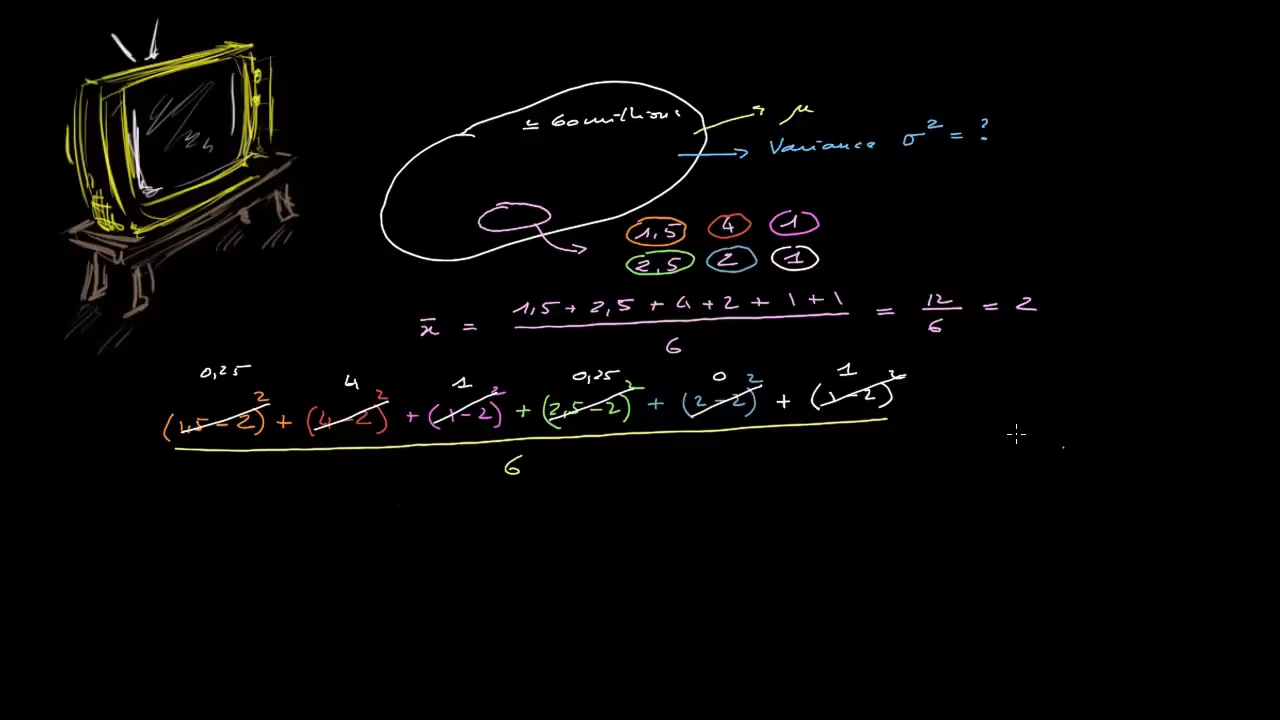 ≃ 60 millions
μ
Variance σ² = ?
1,5 4 1
2,5 2 1
x̄ = (1,5 + 2,5 + 4 + 2 + 1 + 1) / 6 = 12/6 = 2
0,25 4 1 0,25 0 1
(1,5 - 2)² + (4 - 2)² + (1 - 2)² + (2,5 - 2)² + (2 - 2)² + (1 - 2)²
6